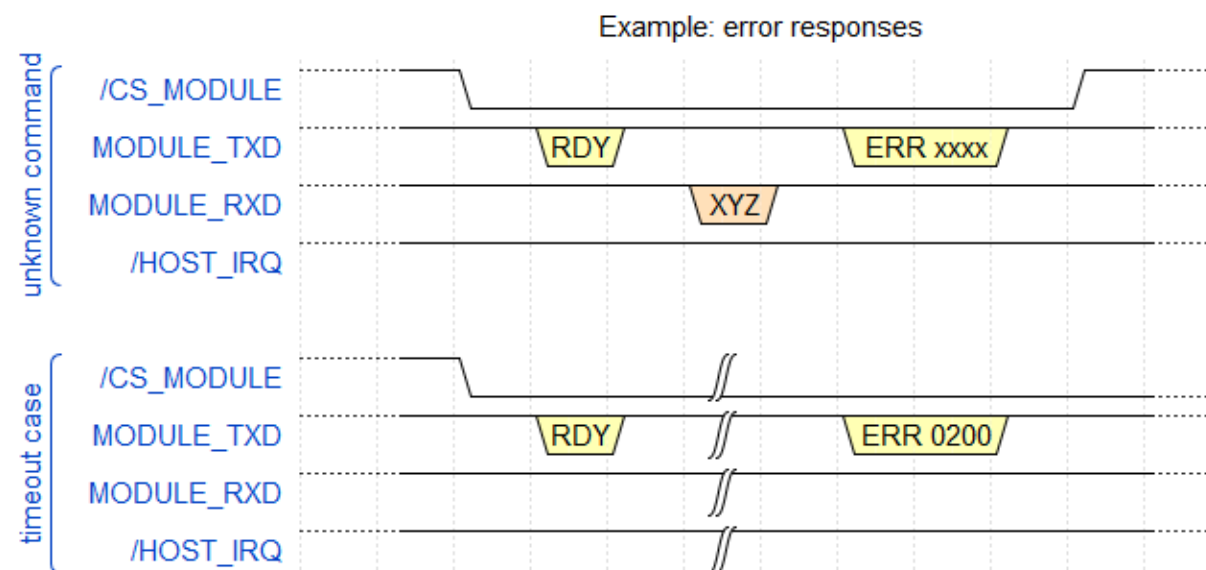 Example: error responses
unknown command
/CS_MODULE
MODULE_TXD RDY ERR xxxx
MODULE_RXD XYZ
/HOST_IRQ
timeout case
/CS_MODULE
MODULE_TXD RDY ERR 0200
MODULE_RXD
/HOST_IRQ